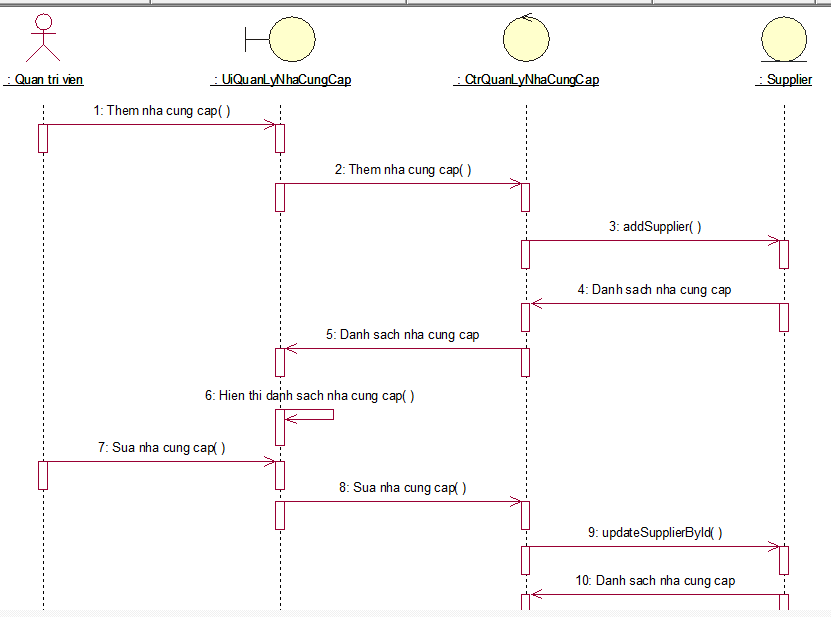 : Quan tri vien
: UiQuanLyNhaCungCap
: CtrQuanLyNhaCungCap
: Supplier
1: Them nha cung cap( )
2: Them nha cung cap( )
3: addSupplier( )
4: Danh sach nha cung cap
5: Danh sach nha cung cap
6: Hien thi danh sach nha cung cap( )
7: Sua nha cung cap( )
8: Sua nha cung cap( )
9: updateSupplierById( )
10: Danh sach nha cung cap